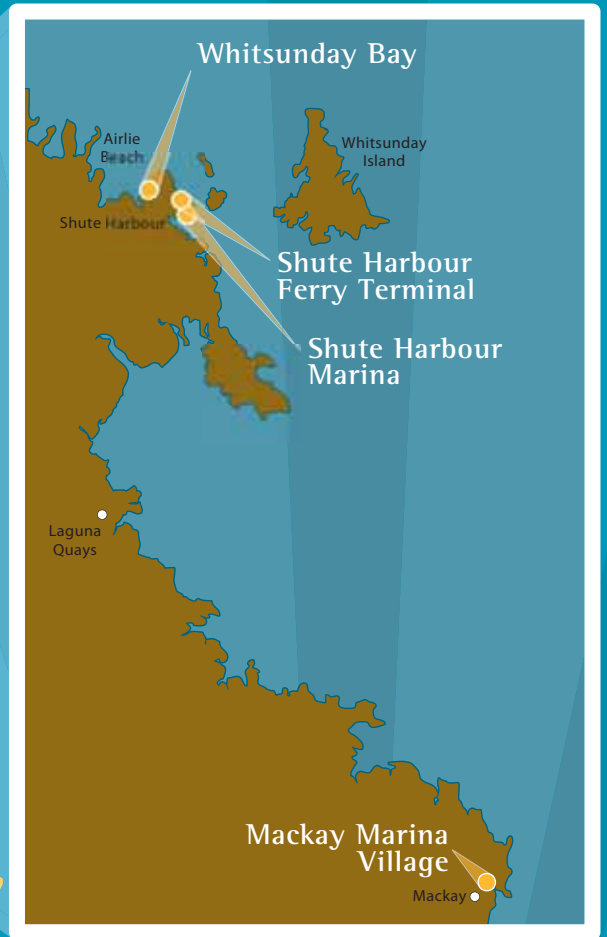 Whitsunday Bay
Airlie
Beach
Whitsunday
Island
Shute Harbour
Shute Harbour
Ferry Terminal
Shute Harbour
Marina
Laguna
Quays
Mackay Marina
Village
Mackay